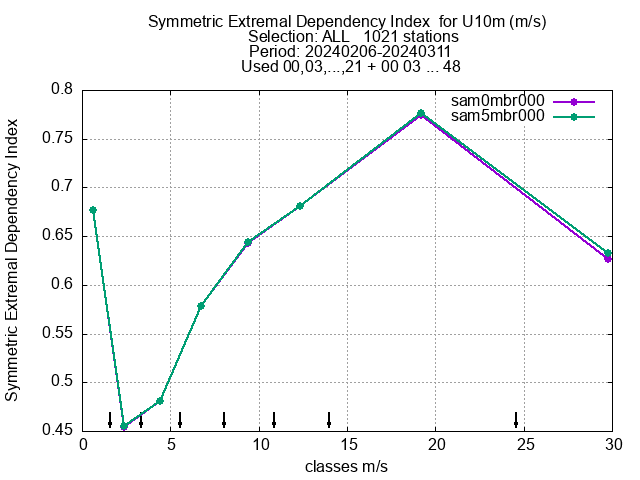 Symmetric Extremal Dependency Index  for U10m (m/s)
Selection: ALL   1021 stations
Period: 20240206-20240311
Used 00,03,...,21 + 00 03 ... 48
sam0mbr000
sam5mbr000
Symmetric Extremal Dependency Index
0.8
0.75
0.7
0.65
0.6
0.55
0.5
0.45
0 5 10 15 20 25 30
classes m/s